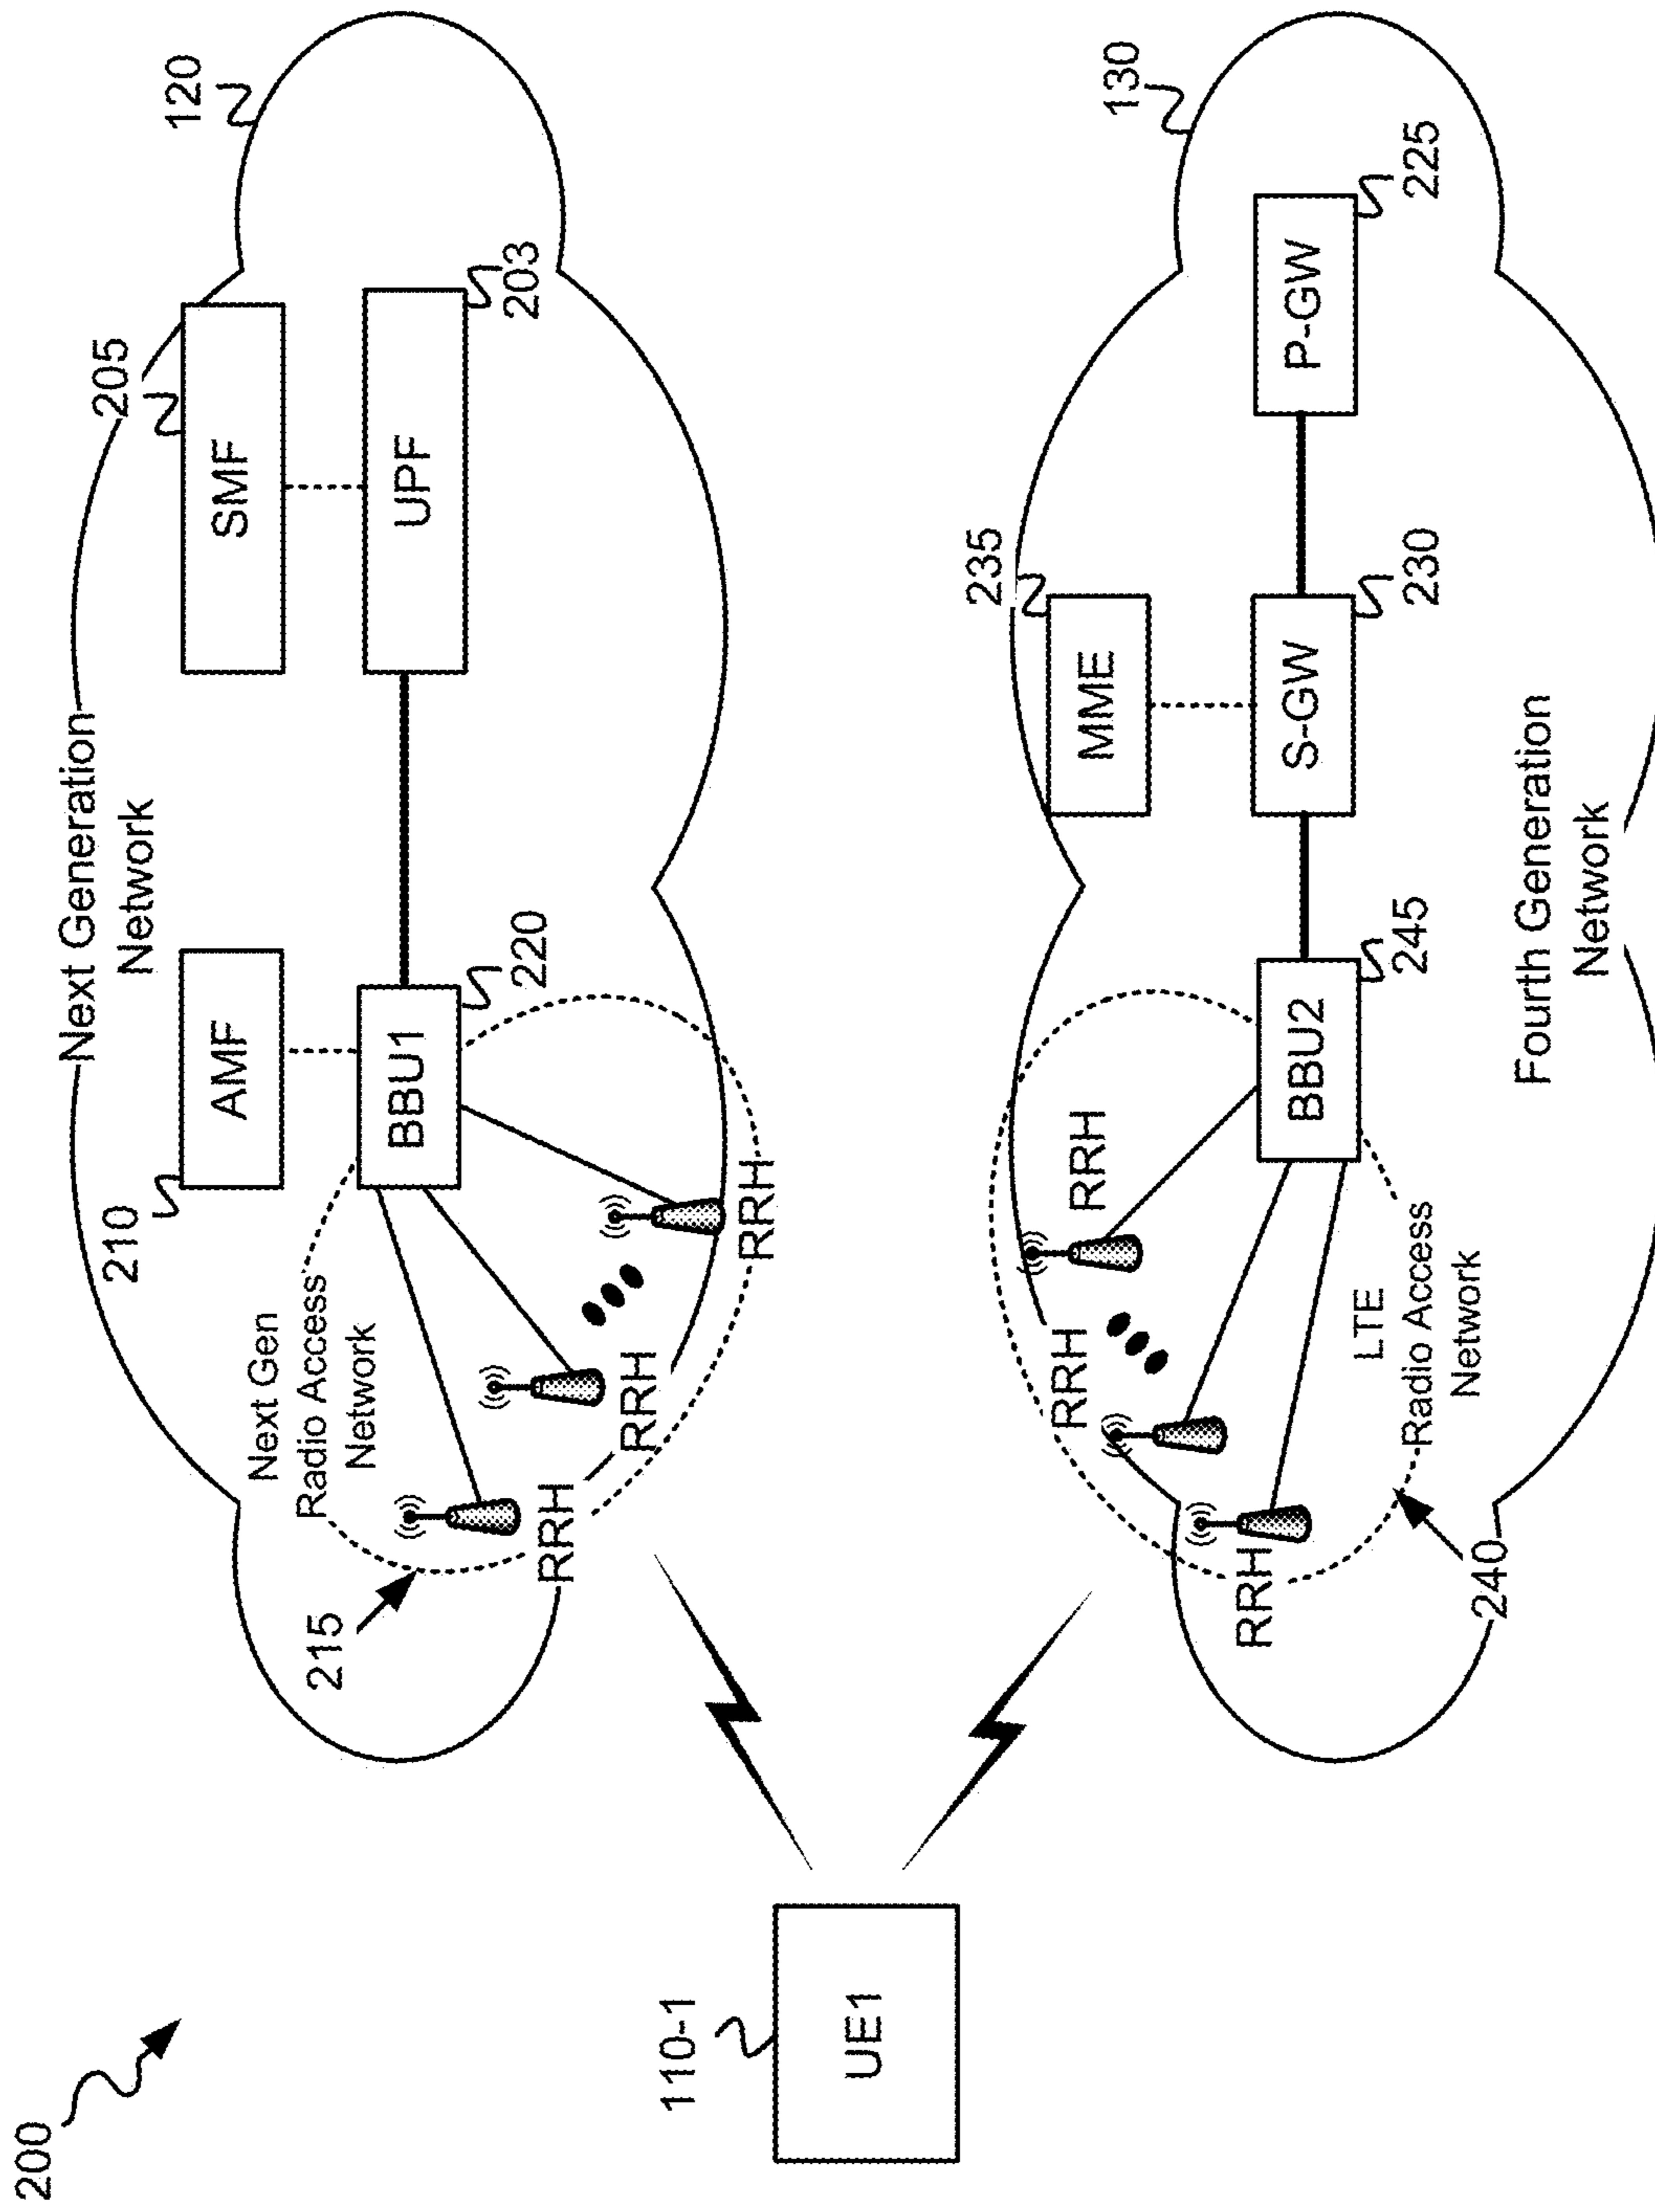 200
Next Generation
Network
120
210
AMF
205
SMF
BBU1
220
UPF
203
215
Next Gen
Radio Access
Network
RRH
RRH
RRH
110-1
UE1
130
235
MME
RRH
RRH
RRH
BBU2
245
S-GW
230
P-GW
225
LTE
Radio Access
Network
240
Fourth Generation
Network